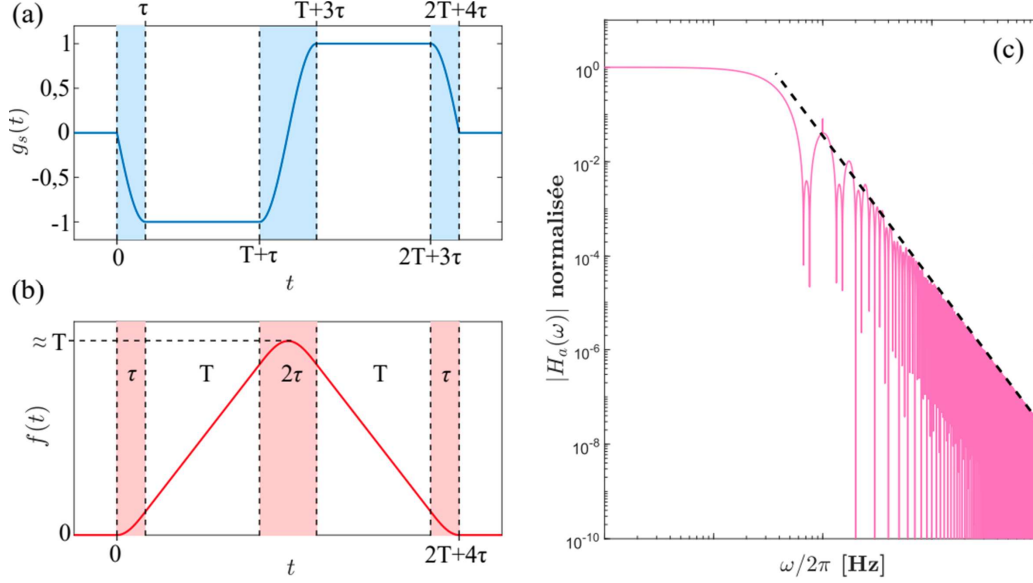 (a)
τ
T+3τ
2T+4τ
1
0,5
0
-0,5
-1
g_s(t)
0
T+τ
2T+3τ
t
(b)
≈ T
τ
T
2τ
T
τ
f(t)
0
0
2T+4τ
t
(c)
10^0
10^-2
10^-4
10^-6
10^-8
10^-10
|H_a(ω)| normalisée
ω/2π [Hz]